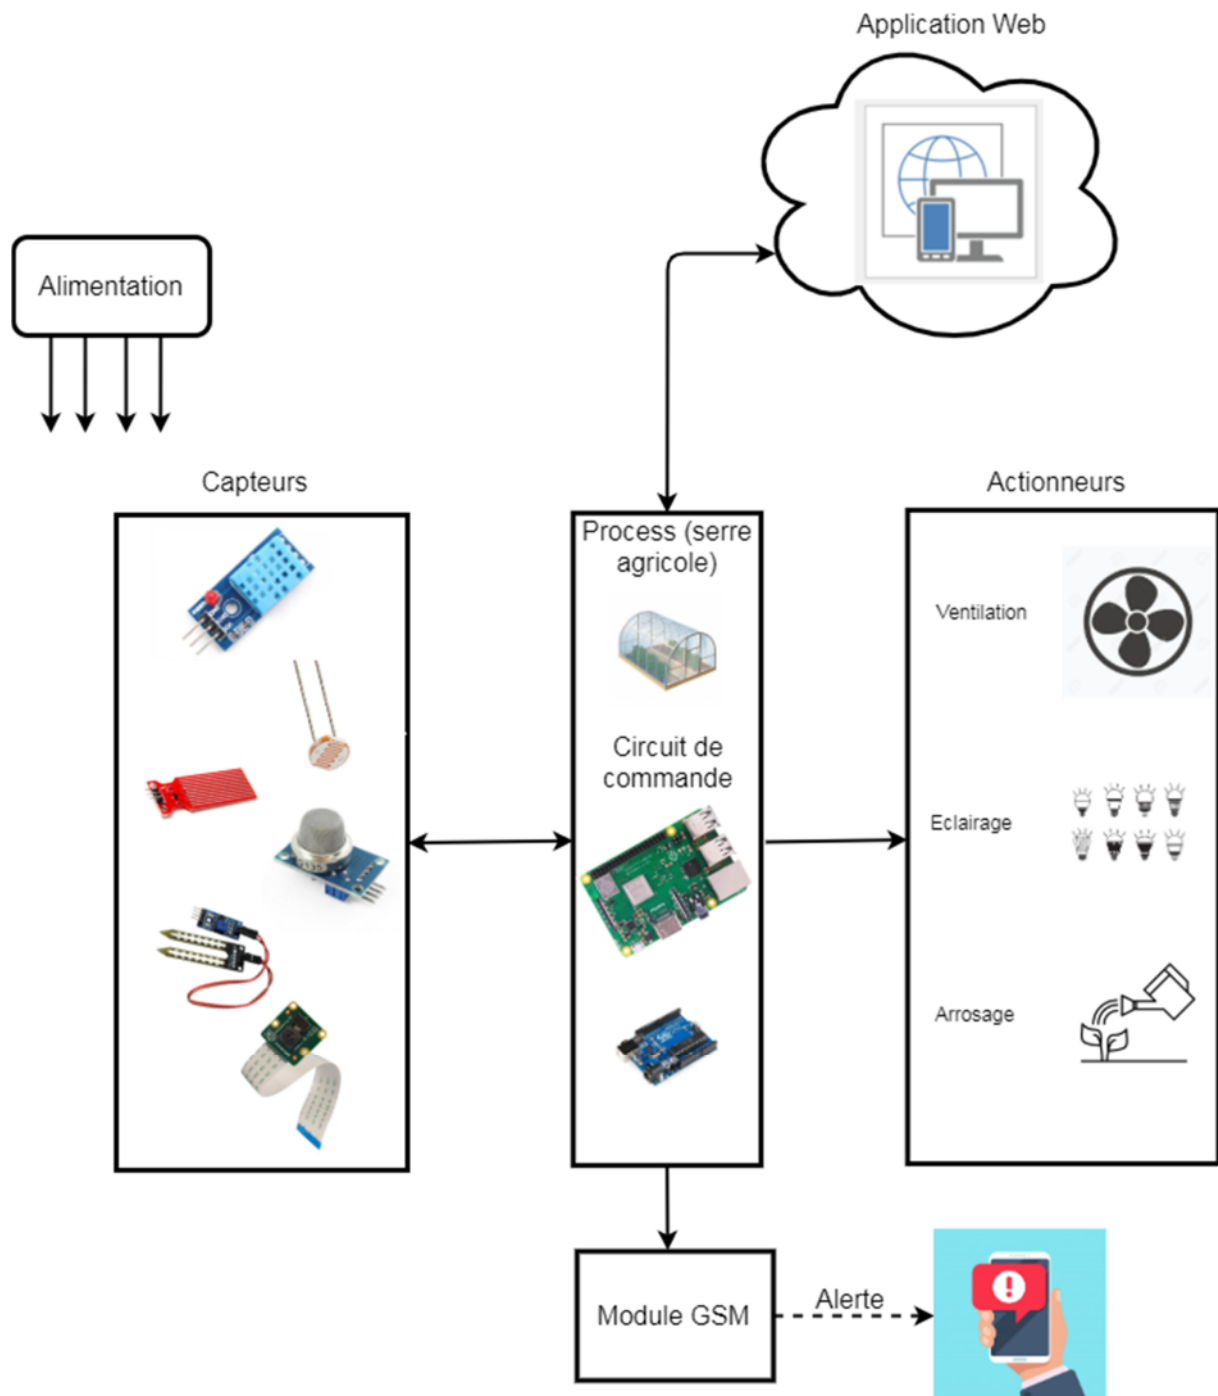 Application Web
Alimentation
Capteurs
Process (serre
agricole)
Circuit de
commande
Actionneurs
Ventilation
Eclairage
Arrosage
Module GSM
Alerte